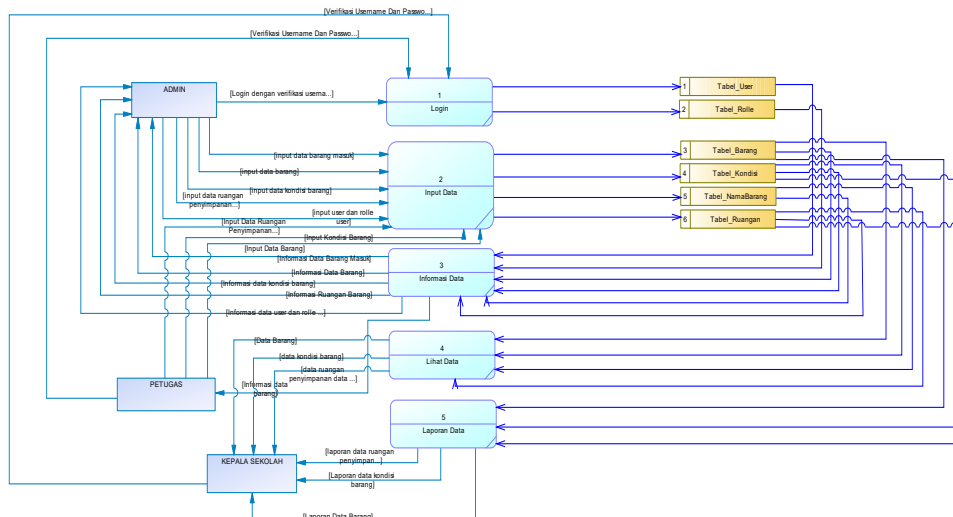 [Verifikasi Username Dan Passwo...]
[Verifikasi Username Dan Passwo...]
ADMIN
[Login dengan verifikasi userna...]
1
Login
1
Tabel_User
2
Tabel_Rolle
[input data barang masuk]
[input data barang]
[input data kondisi barang]
[input data ruangan
penyimpanan...]
[input user dan rolle
user]
[Input Data Ruangan
Penyimpanan...]
[Input Kondisi Barang]
[Input Data Barang]
2
Input Data
3
Tabel_Barang
4
Tabel_Kondisi
5
Tabel_NamaBarang
6
Tabel_Ruangan
[Informasi Data Barang Masuk]
[Informasi Data Barang]
[Informasi data kondisi barang]
[Informasi Ruangan Barang]
[Informasi data user dan rolle ...]
3
Informasi Data
[Data Barang]
[data kondisi barang]
[data ruangan
penyimpanan data ...]
4
Lihat Data
PETUGAS
[Informasi data
barang]
5
Laporan Data
KEPALA SEKOLAH
[laporan data ruangan
penyimpan...]
[Laporan data kondisi
barang]
[Laporan Data Barang]